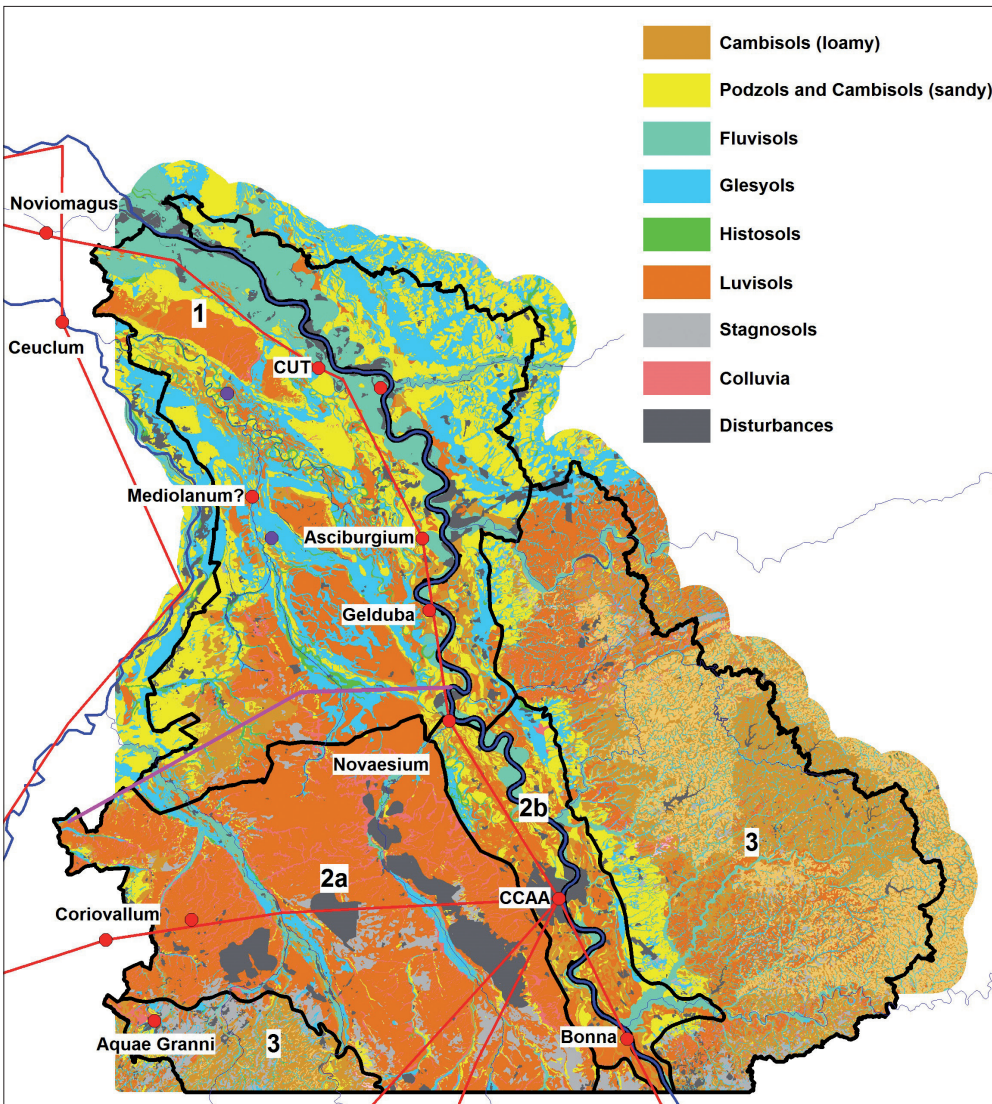 Cambisols (loamy)
Podzols and Cambisols (sandy)
Fluvisols
Glesyols
Histosols
Luvisols
Stagnosols
Colluvia
Disturbances
Noviomagus
1
Ceuclum
CUT
Mediolanum?
Asciburgium
Gelduba
Novaesium
2b
3
2a
CCAA
Coriovallum
Aquae Granni
3
Bonna